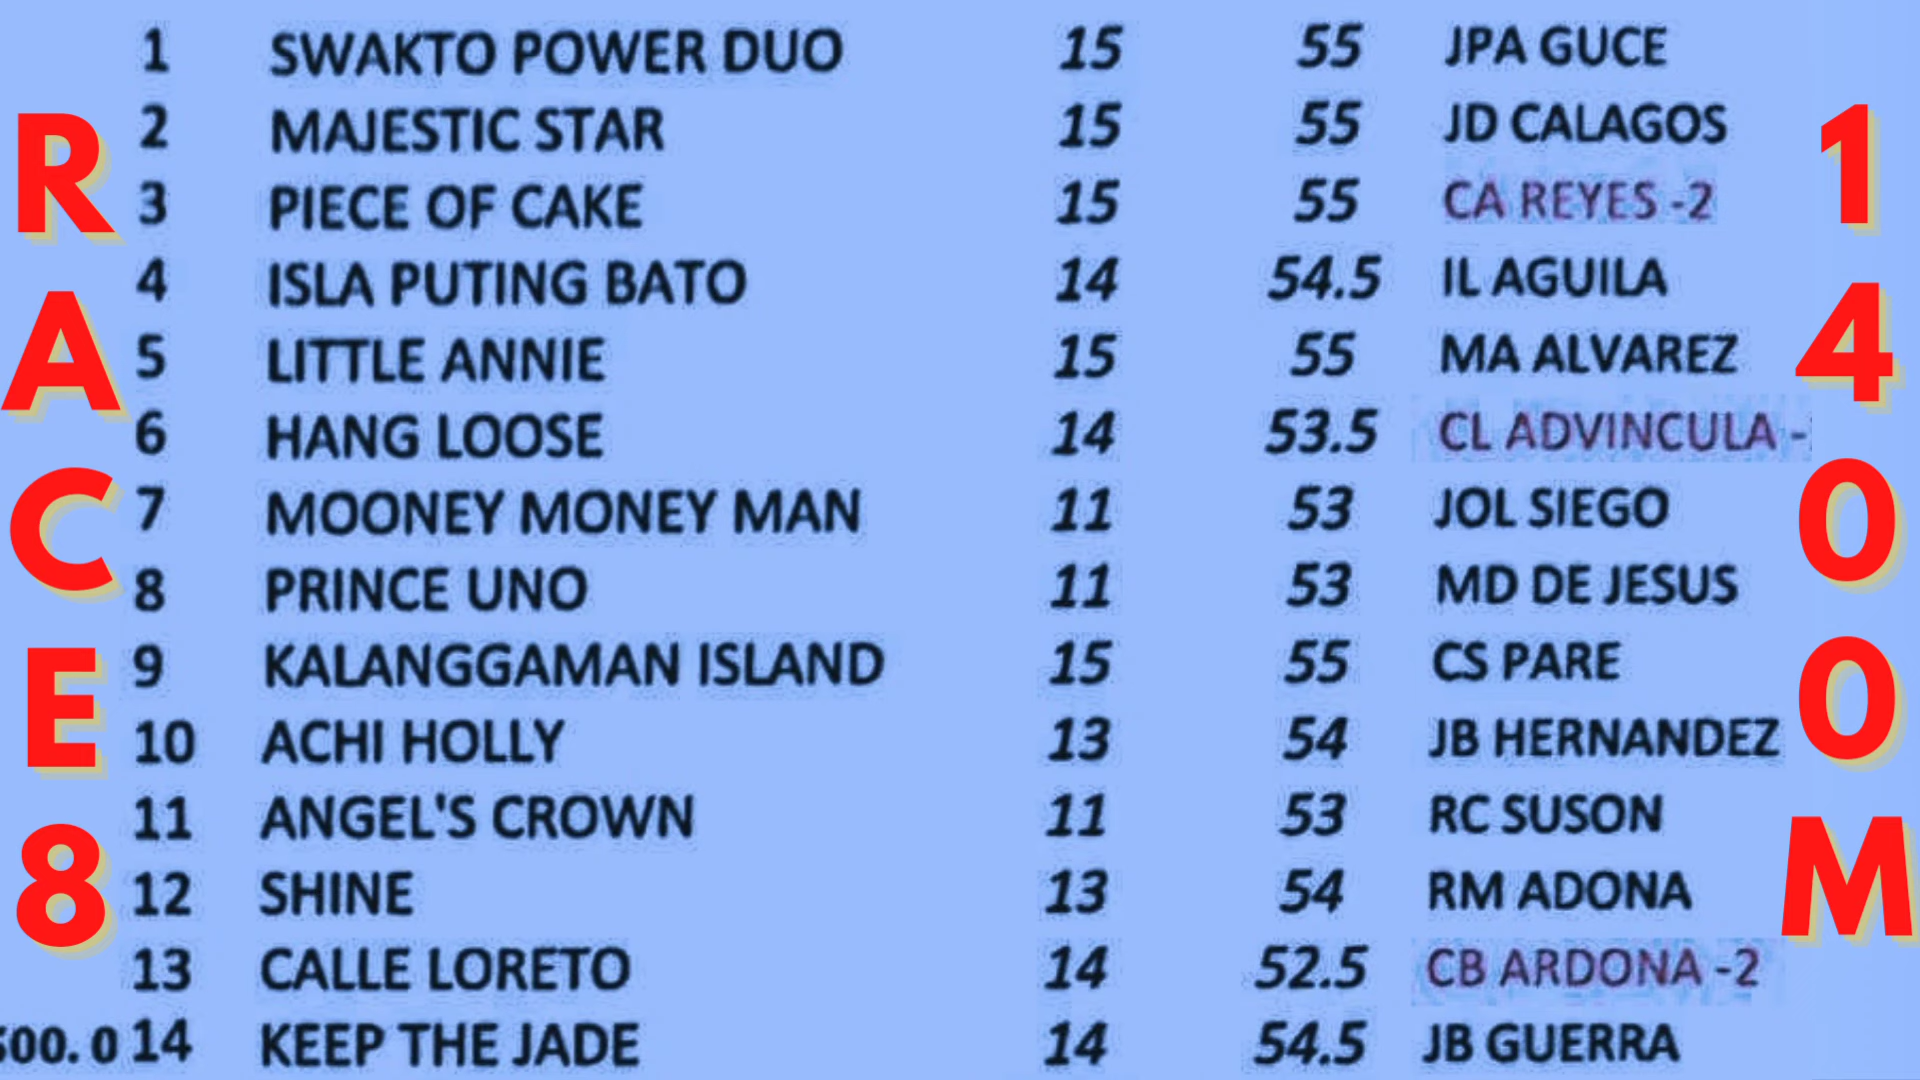 RACE 8
1 SWAKTO POWER DUO 15 55 JPA GUCE
2 MAJESTIC STAR 15 55 JD CALAGOS
3 PIECE OF CAKE 15 55 CA REYES -2
4 ISLA PUTING BATO 14 54.5 IL AGUILA
5 LITTLE ANNIE 15 55 MA ALVAREZ
6 HANG LOOSE 14 53.5 CL ADVINCULA -
7 MOONEY MONEY MAN 11 53 JOL SIEGO
8 PRINCE UNO 11 53 MD DE JESUS
9 KALANGGAMAN ISLAND 15 55 CS PARE
10 ACHI HOLLY 13 54 JB HERNANDEZ
11 ANGEL'S CROWN 11 53 RC SUSON
12 SHINE 13 54 RM ADONA
13 CALLE LORETO 14 52.5 CB ARDONA -2
14 KEEP THE JADE 14 54.5 JB GUERRA
1400M